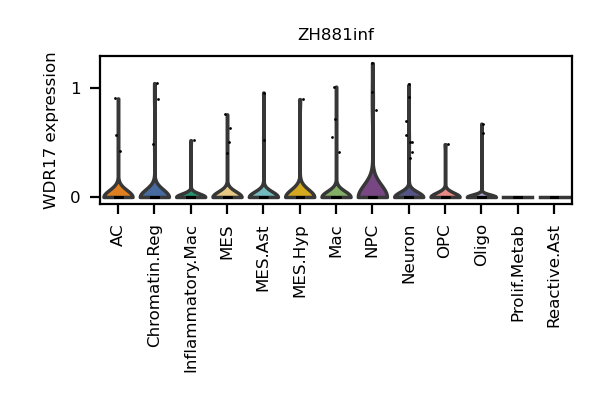 ZH881inf
WDR17 expression
1
0
AC
Chromatin.Reg
Inflammatory.Mac
MES
MES.Ast
MES.Hyp
Mac
NPC
Neuron
OPC
Oligo
Prolif.Metab
Reactive.Ast